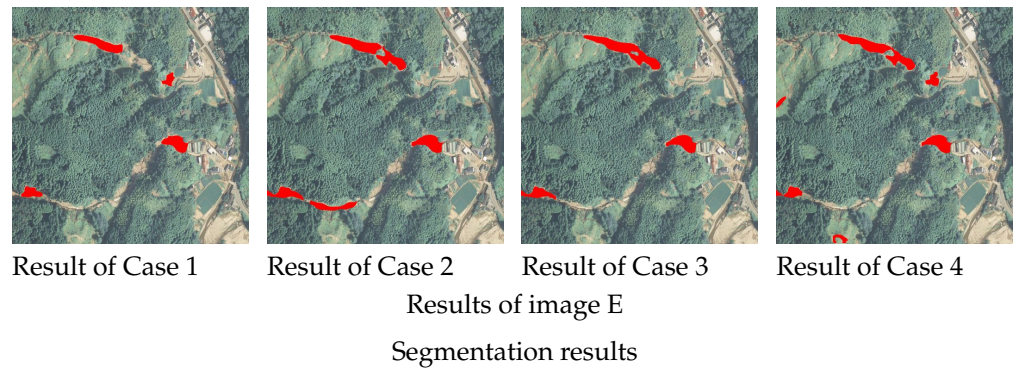 Result of Case 1
Result of Case 2
Result of Case 3
Result of Case 4
Results of image E
Segmentation results